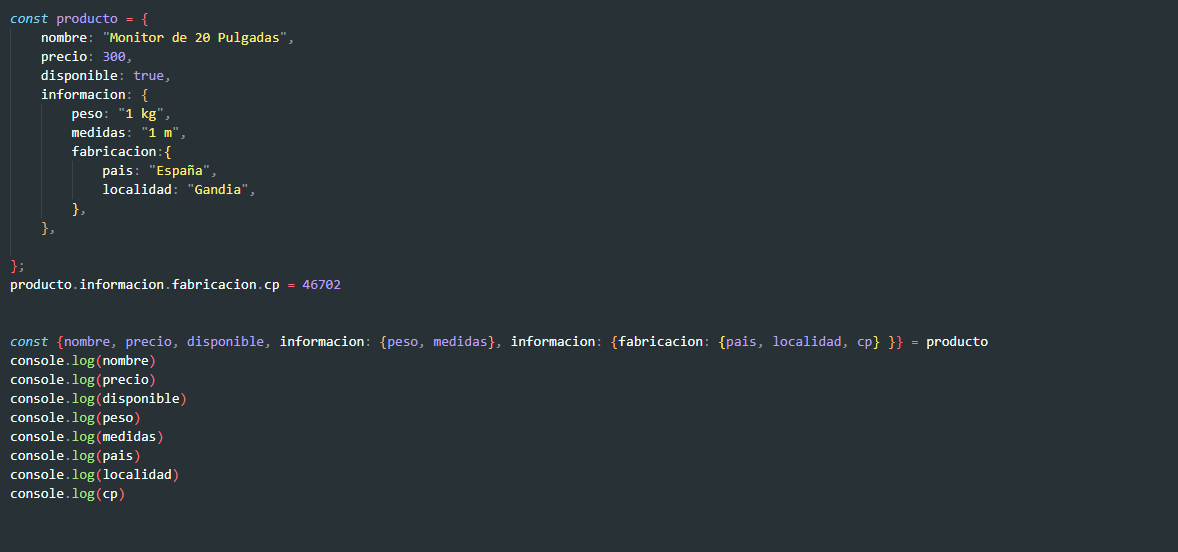 const producto = {
    nombre: "Monitor de 20 Pulgadas",
    precio: 300,
    disponible: true,
    informacion: {
        peso: "1 kg",
        medidas: "1 m",
        fabricacion:{
            pais: "España",
            localidad: "Gandia",
        },
    },
};
producto.informacion.fabricacion.cp = 46702
const {nombre, precio, disponible, informacion: {peso, medidas}, informacion: {fabricacion: {pais, localidad, cp} }} = producto
console.log(nombre)
console.log(precio)
console.log(disponible)
console.log(peso)
console.log(medidas)
console.log(pais)
console.log(localidad)
console.log(cp)